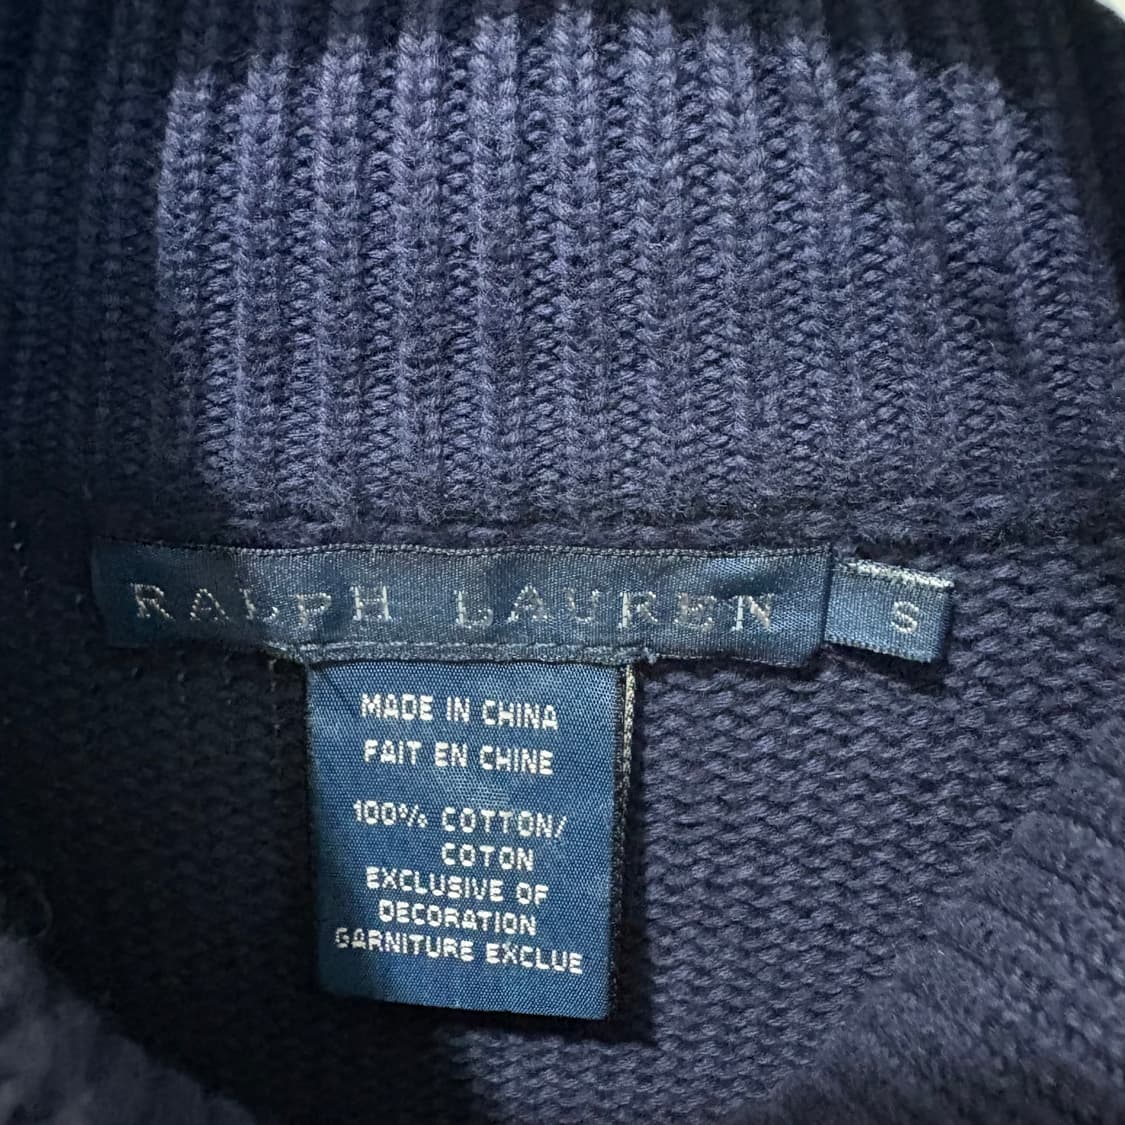 RALPH LAUREN S
MADE IN CHINA
FAIT EN CHINE
100% COTTON/
COTON
EXCLUSIVE OF
DECORATION
GARNITURE EXCLUE